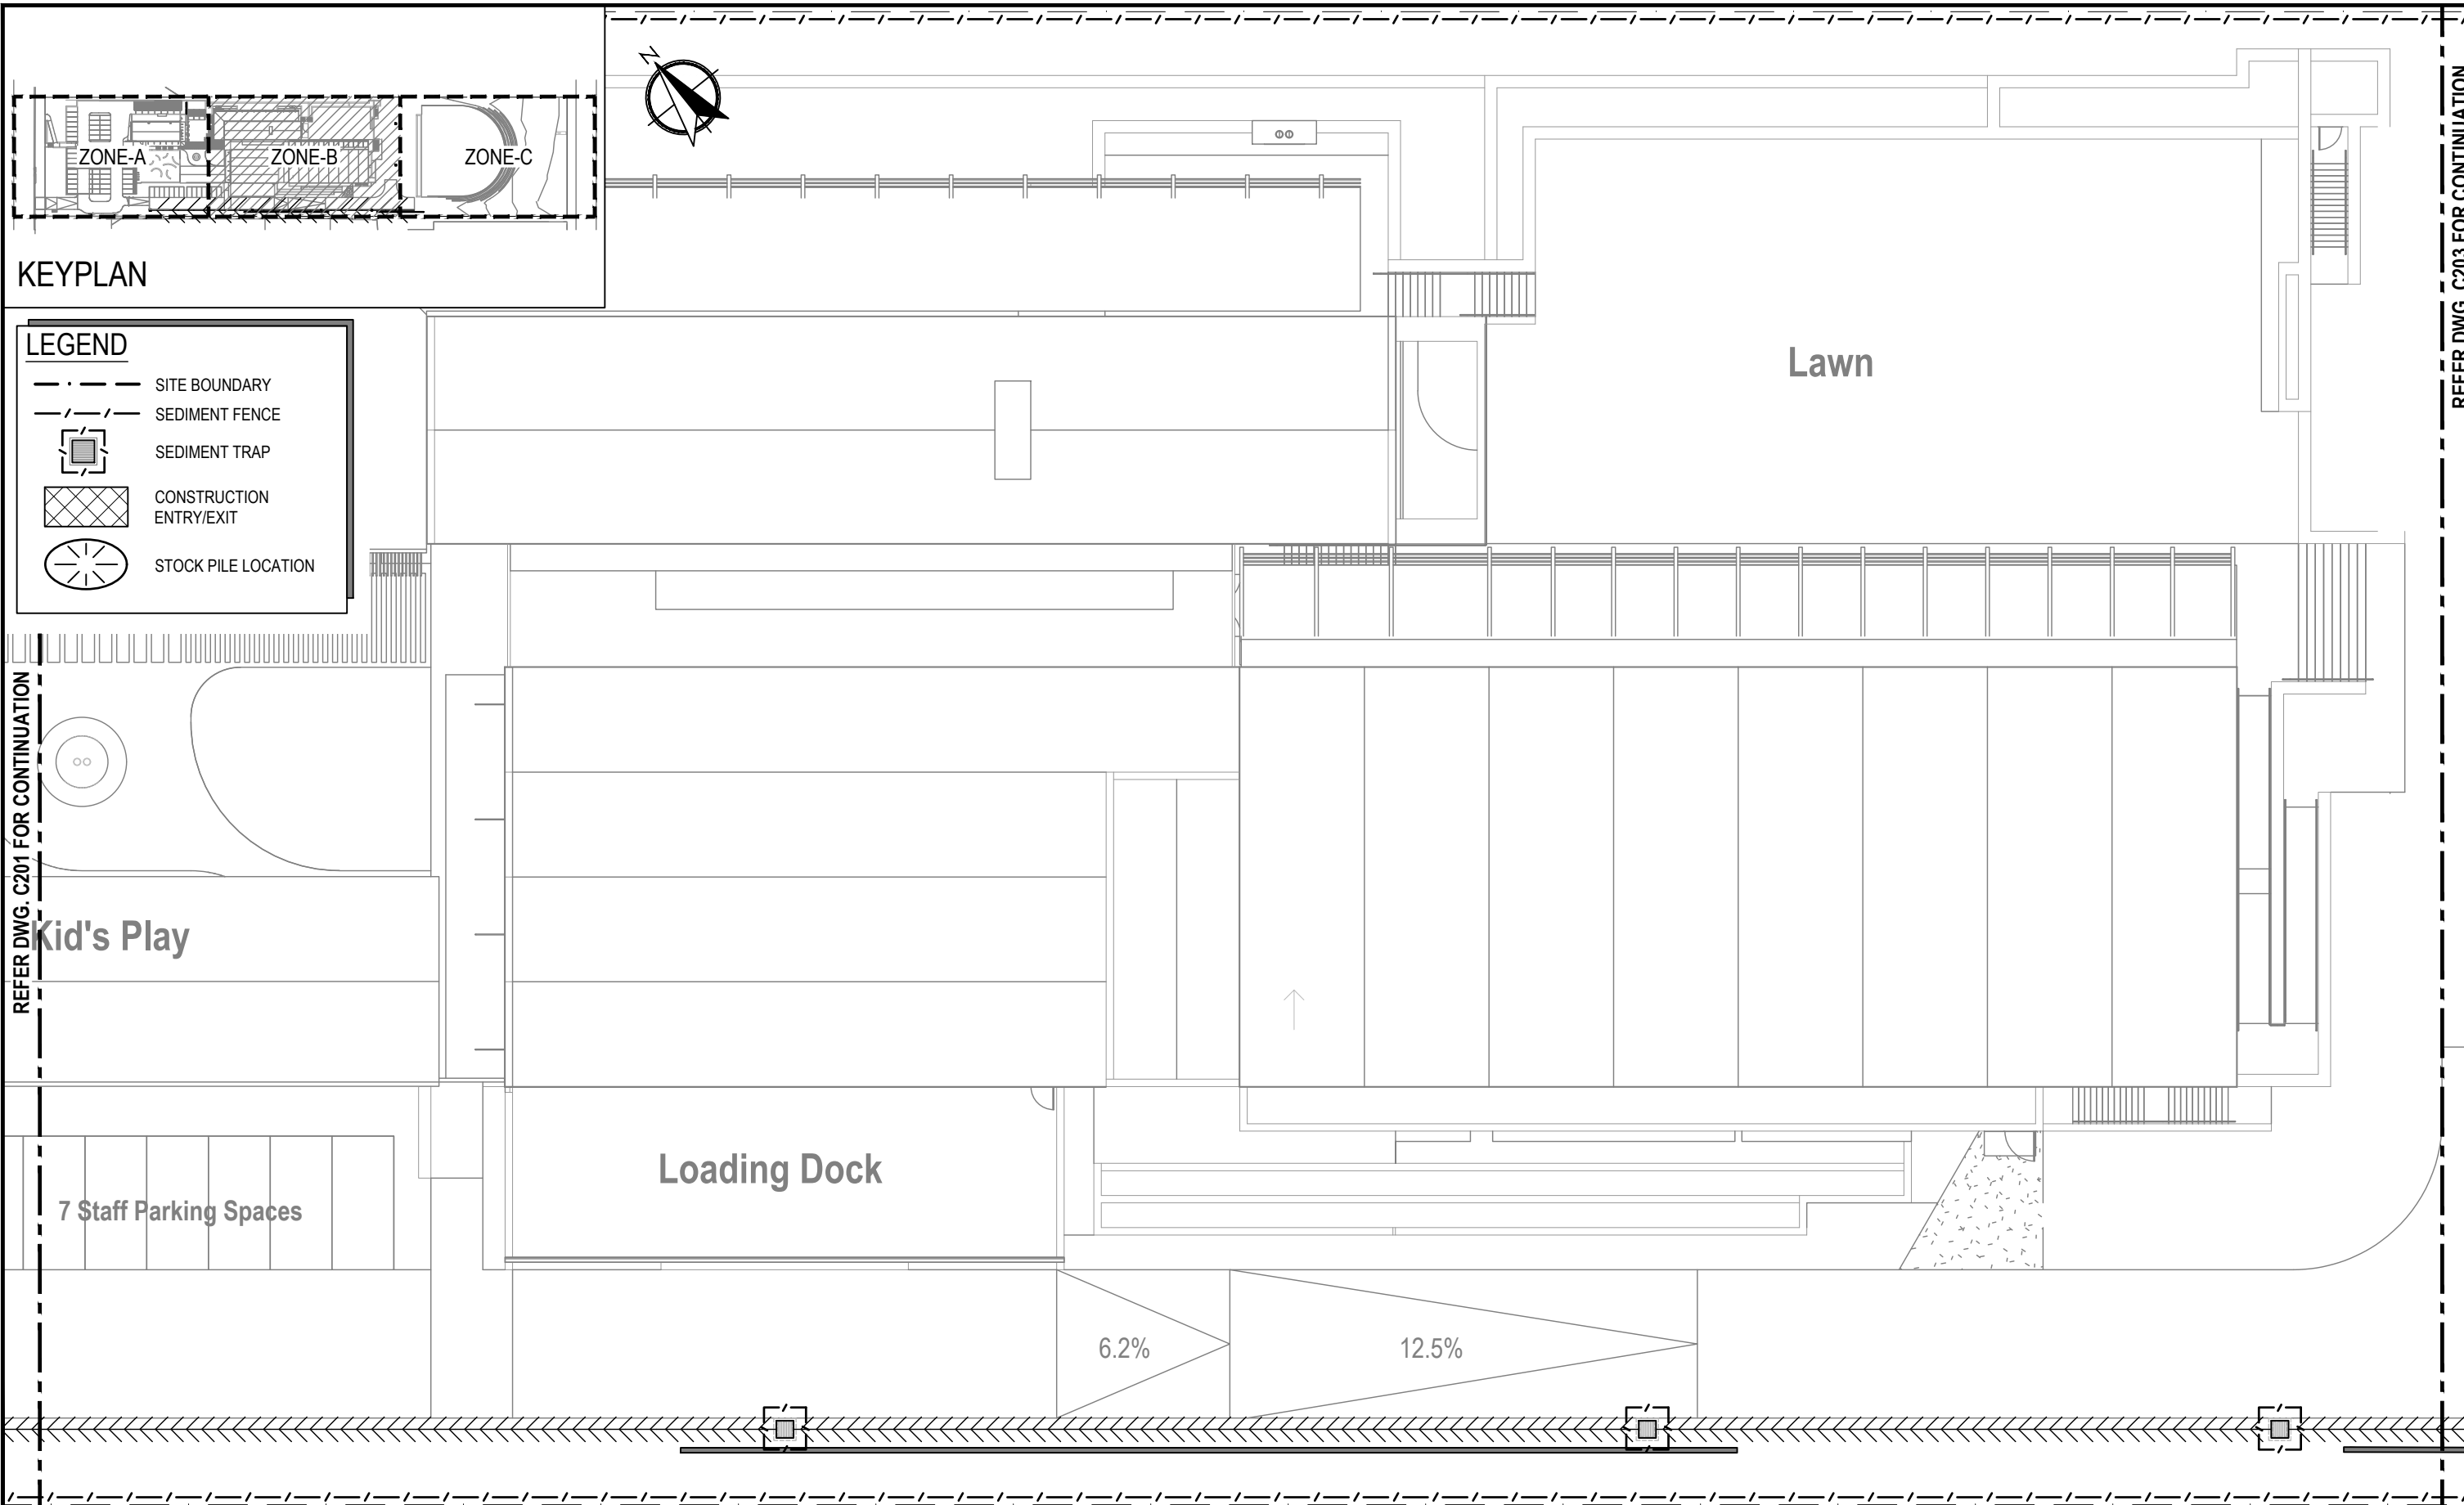 N
ZONE-A
ZONE-B
ZONE-C
KEYPLAN
LEGEND
SITE BOUNDARY
SEDIMENT FENCE
SEDIMENT TRAP
CONSTRUCTION
ENTRY/EXIT
STOCK PILE LOCATION
REFER DWG. C203 FOR CONTINUATION
Lawn
REFER DWG. C201 FOR CONTINUATION
Kid's Play
Loading Dock
7 Staff Parking Spaces
6.2%
12.5%